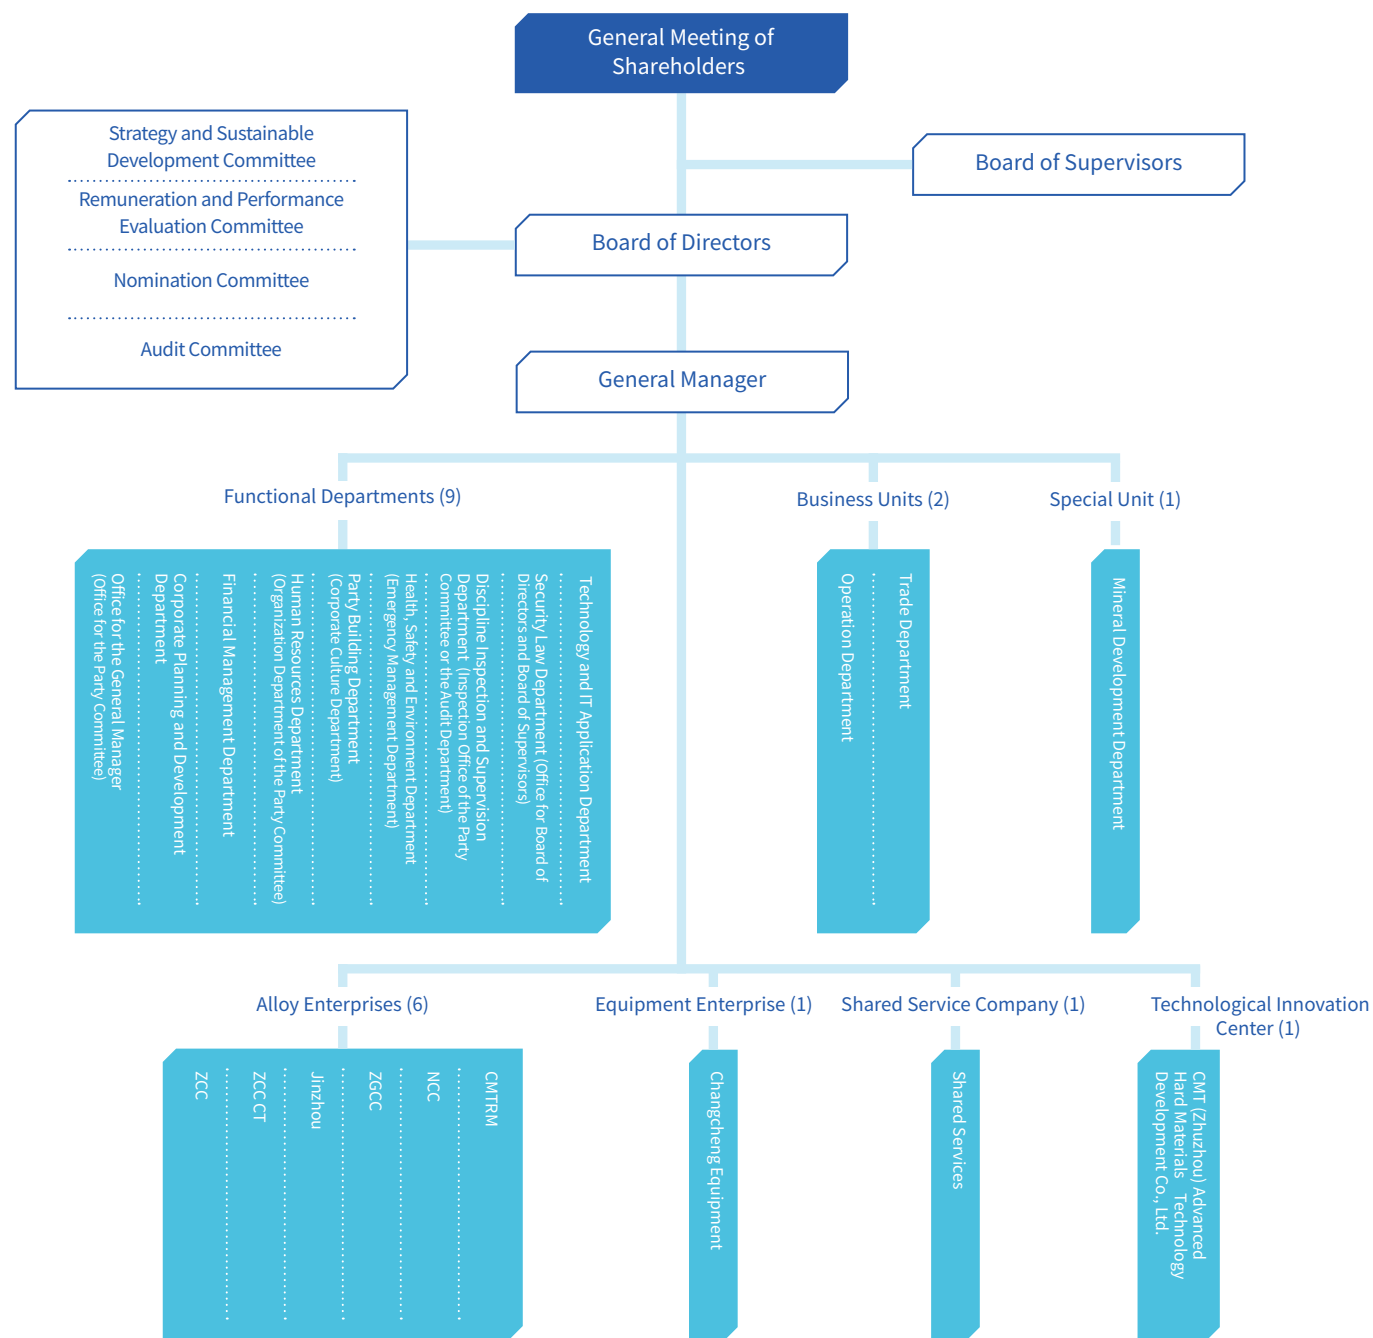 General Meeting of
Shareholders
Strategy and Sustainable
Development Committee
Remuneration and Performance
Evaluation Committee
Nomination Committee
Audit Committee
Board of Supervisors
Board of Directors
General Manager
Functional Departments (9)
Business Units (2)
Special Unit (1)
Office for the General Manager
(Office for the Party Committee)
Corporate Planning and Development
Department
Financial Management Department
Human Resources Department
(Organization Department of the Party Committee)
Party Building Department
(Corporate Culture Department)
Health, Safety and Environment Department
(Emergency Management Department)
Discipline Inspection and Supervision
Department (Inspection Office of the Party
Committee or the Audit Department)
Security Law Department (Office for Board of
Directors and Board of Supervisors)
Technology and IT Application Department
Operation Department
Trade Department
Mineral Development Department
Alloy Enterprises (6)
Equipment Enterprise (1)
Shared Service Company (1)
Technological Innovation
Center (1)
ZCC
ZCC CT
Jinzhou
ZGCC
NCC
CMTRM
Changcheng Equipment
Shared Services
CMT (Zhuzhou) Advanced
Hard Materials Technology
Development Co., Ltd.